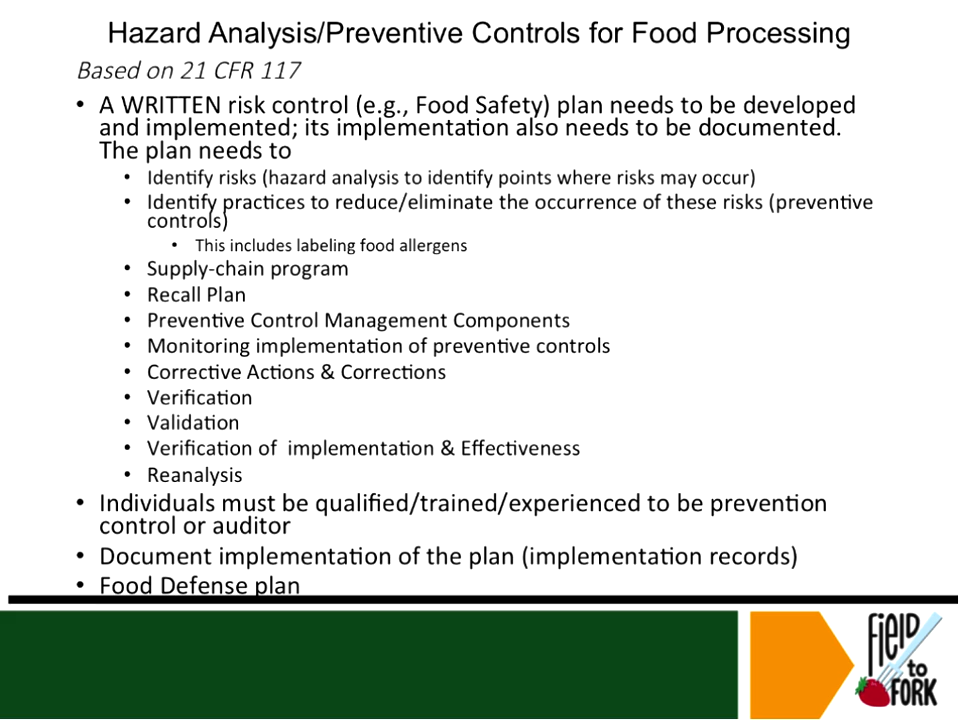 Hazard Analysis/Preventive Controls for Food Processing
Based on 21 CFR 117
• A WRITTEN risk control (e.g., Food Safety) plan needs to be developed
and implemented; its implementation also needs to be documented.
The plan needs to
• Identify risks (hazard analysis to identify points where risks may occur)
• Identify practices to reduce/eliminate the occurrence of these risks (preventive
controls)
• This includes labeling food allergens
• Supply-chain program
• Recall Plan
• Preventive Control Management Components
• Monitoring implementation of preventive controls
• Corrective Actions & Corrections
• Verification
• Validation
• Verification of  implementation & Effectiveness
• Reanalysis
• Individuals must be qualified/trained/experienced to be prevention
control or auditor
• Document implementation of the plan (implementation records)
• Food Defense plan
FiElD
to
FORK